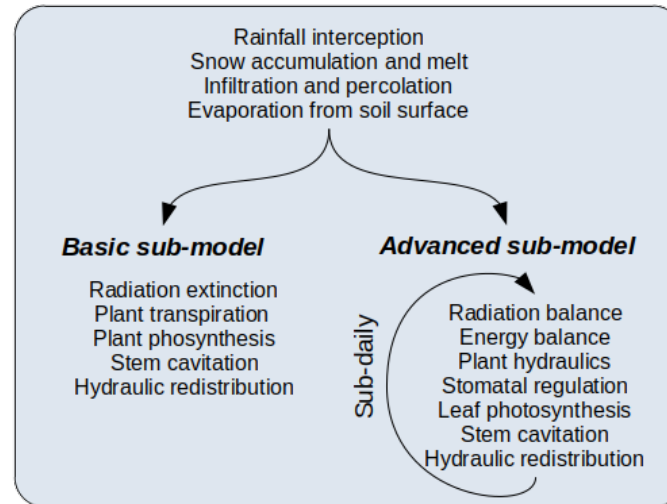 Rainfall interception
Snow accumulation and melt
Infiltration and percolation
Evaporation from soil surface
Basic sub-model
Radiation extinction
Plant transpiration
Plant phosynthesis
Stem cavitation
Hydraulic redistribution
Advanced sub-model
Sub-daily
Radiation balance
Energy balance
Plant hydraulics
Stomatal regulation
Leaf photosynthesis
Stem cavitation
Hydraulic redistribution